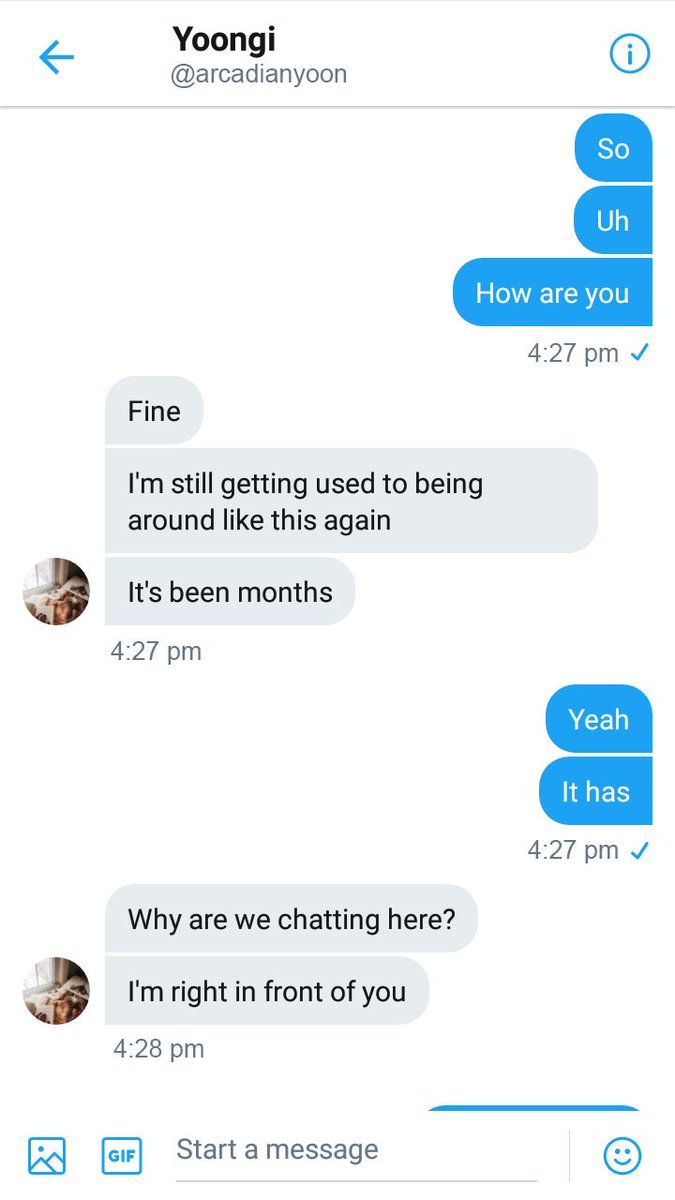 Yoongi
@arcadianyoon
So
Uh
How are you
4:27 pm
Fine
I'm still getting used to being
around like this again
It's been months
4:27 pm
Yeah
It has
4:27 pm
Why are we chatting here?
I'm right in front of you
4:28 pm
GIF
Start a message